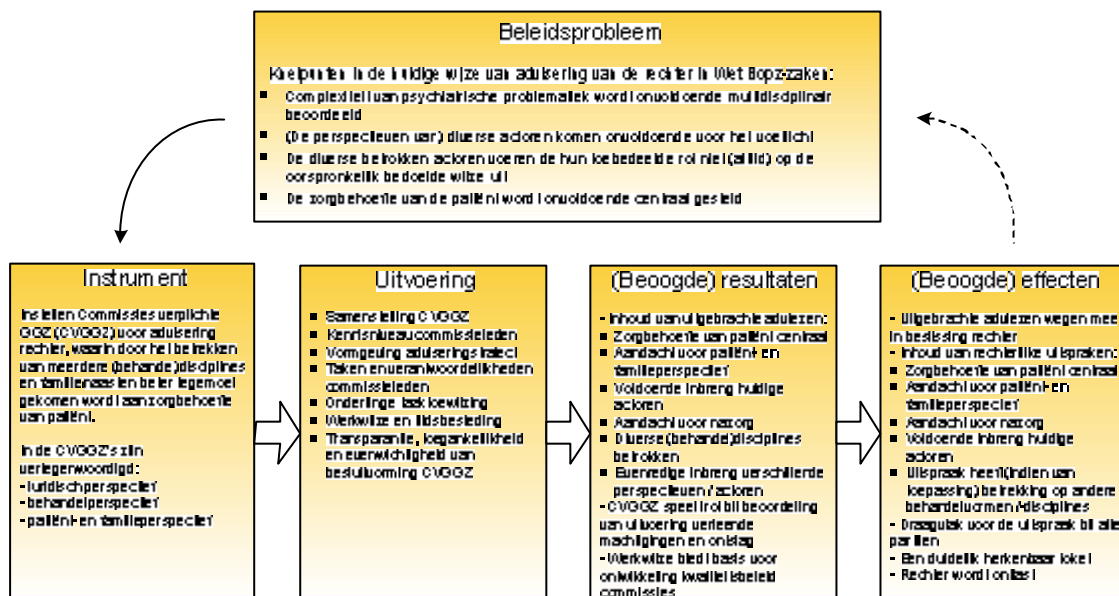 Beleidsprobleem
Knelpunten in de huidige wijze van advisering van de rechter in Wet Bopz-zaken:
▪ Complexiteit van psychiatrische problematiek wordt onvoldoende multidisciplinair
beoordeeld
▪ (De perspectieven van) diverse actoren komen onvoldoende voor het voetlicht
▪ De diverse betrokken actoren voeren de hun toebedeelde rol niet (altijd) op de
oorspronkelijk bedoelde wijze uit
▪ De zorgbehoefte van de patiënt wordt onvoldoende centraal gesteld
Instrument
Instellen Commissies verplichte
GGZ (CVGGZ) voor advisering
rechter, waarin door het betrekken
van meerdere (behandel)disciplines
en familie/naasten beter tegemoet
gekomen wordt aan zorgbehoefte
van patiënt.
In de CVGGZ's zijn
vertegenwoordigd:
- juridisch perspectief
- behandelperspectief
- patiënt- en familieperspectief
Uitvoering
▪ Samenstelling CVGGZ
▪ Kennisniveau commissieleden
▪ Vormgeving adviseringstraject
▪ Taken en verantwoordelijkheden
commissieleden
▪ Onderlinge taaktoewijzing
▪ Werkwijze en tijdsbesteding
▪ Transparantie, toegankelijkheid
en evenwichtigheid van
besluitvorming CVGGZ
(Beoogde) resultaten
- Inhoud van uitgebrachte adviezen:
▪ Zorgbehoefte van patiënt centraal
▪ Aandacht voor patiënt- en
familieperspectief
▪ Voldoende inbreng huidige
actoren
▪ Aandacht voor nazorg
▪ Diverse (behandel)disciplines
betrokken
▪ Evenredige inbreng verschillende
perspectieven / actoren
- CVGGZ speelt rol bij beoordeling
van uitvoering verleende
machtigingen en ontslag
- Werkwijze biedt basis voor
ontwikkeling kwaliteitsbeleid
commissies
(Beoogde) effecten
- Uitgebrachte adviezen wegen mee
in beslissing rechter
- Inhoud van rechterlijke uitspraken:
▪ Zorgbehoefte van patiënt centraal
▪ Aandacht voor patiënt- en
familieperspectief
▪ Aandacht voor nazorg
▪ Voldoende inbreng huidige
actoren
▪ Uitspraak heeft (indien van
toepassing) betrekking op andere
behandelvormen /-disciplines
- Draagvlak voor de uitspraak bij alle
partijen
- Een duidelijk herkenbaar loket
- Rechter wordt ontlast